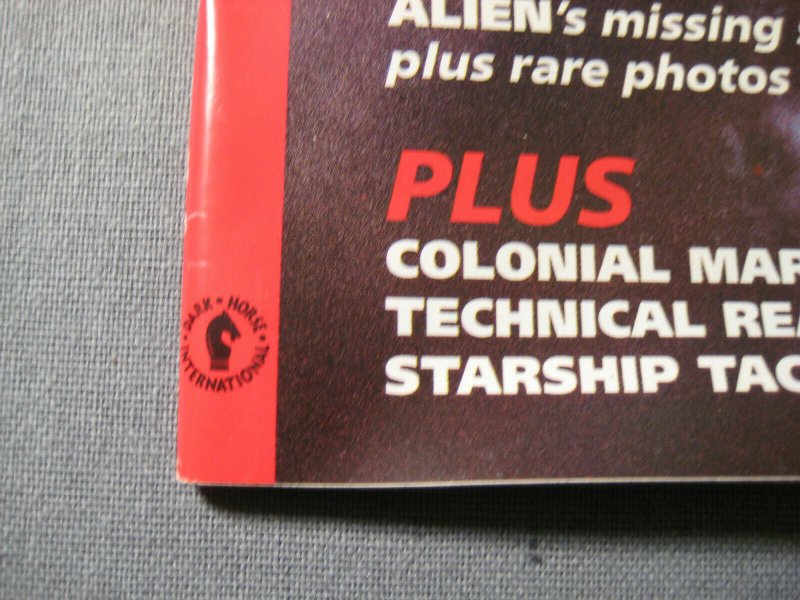 ALIEN's missing
plus rare photos
PLUS
COLONIAL
TECHNICAL
STARSHIP
• DARK • HORSE •
INTERNATIONAL